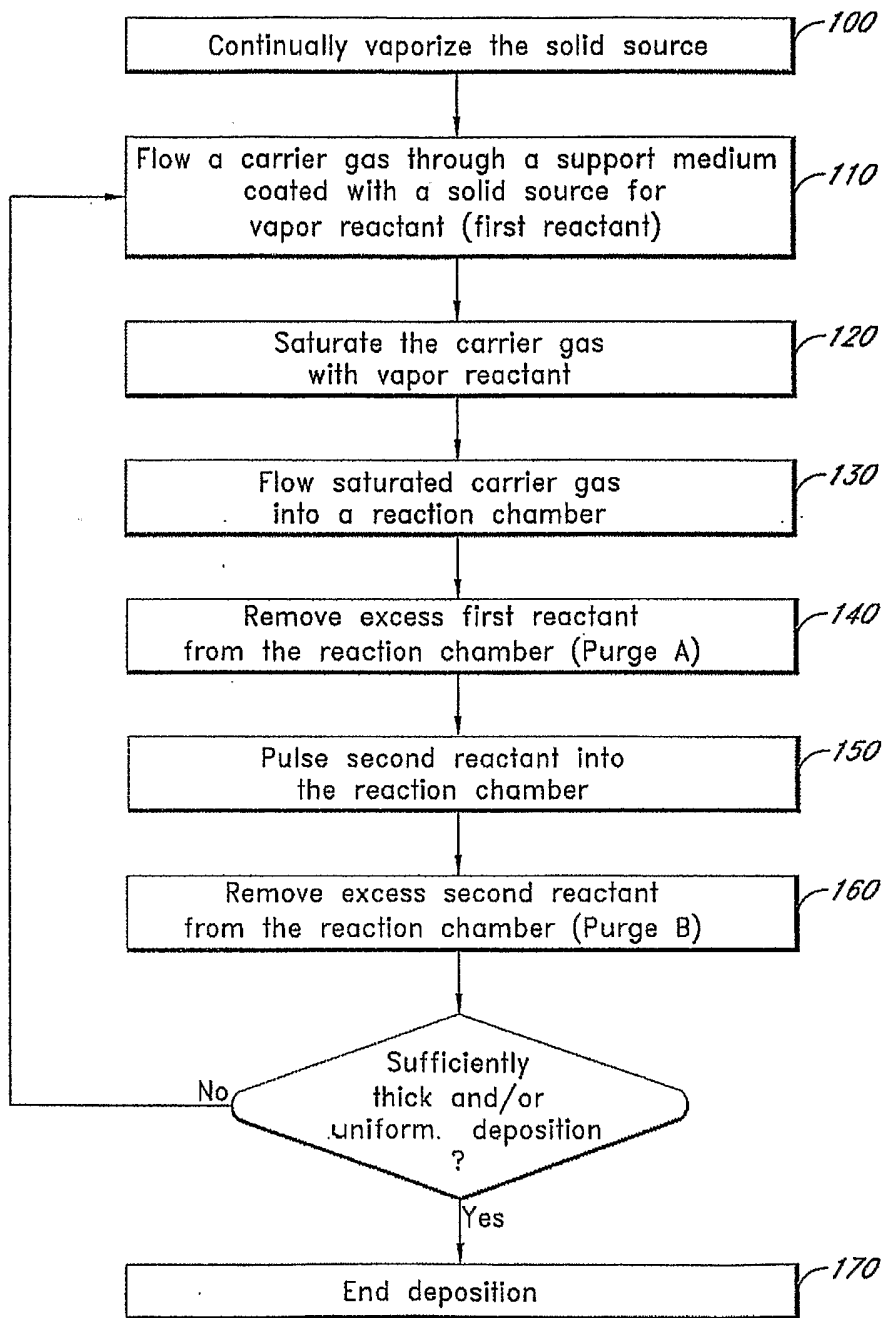 100
Continually vaporize the solid source
110
Flow a carrier gas through a support medium
coated with a solid source for
vapor reactant (first reactant)
120
Saturate the carrier gas
with vapor reactant
130
Flow saturated carrier gas
into a reaction chamber
140
Remove excess first reactant
from the reaction chamber (Purge A)
150
Pulse second reactant into
the reaction chamber
160
Remove excess second reactant
from the reaction chamber (Purge B)
Sufficiently
No
thick and/or
uniform. deposition
?
Yes
170
End deposition